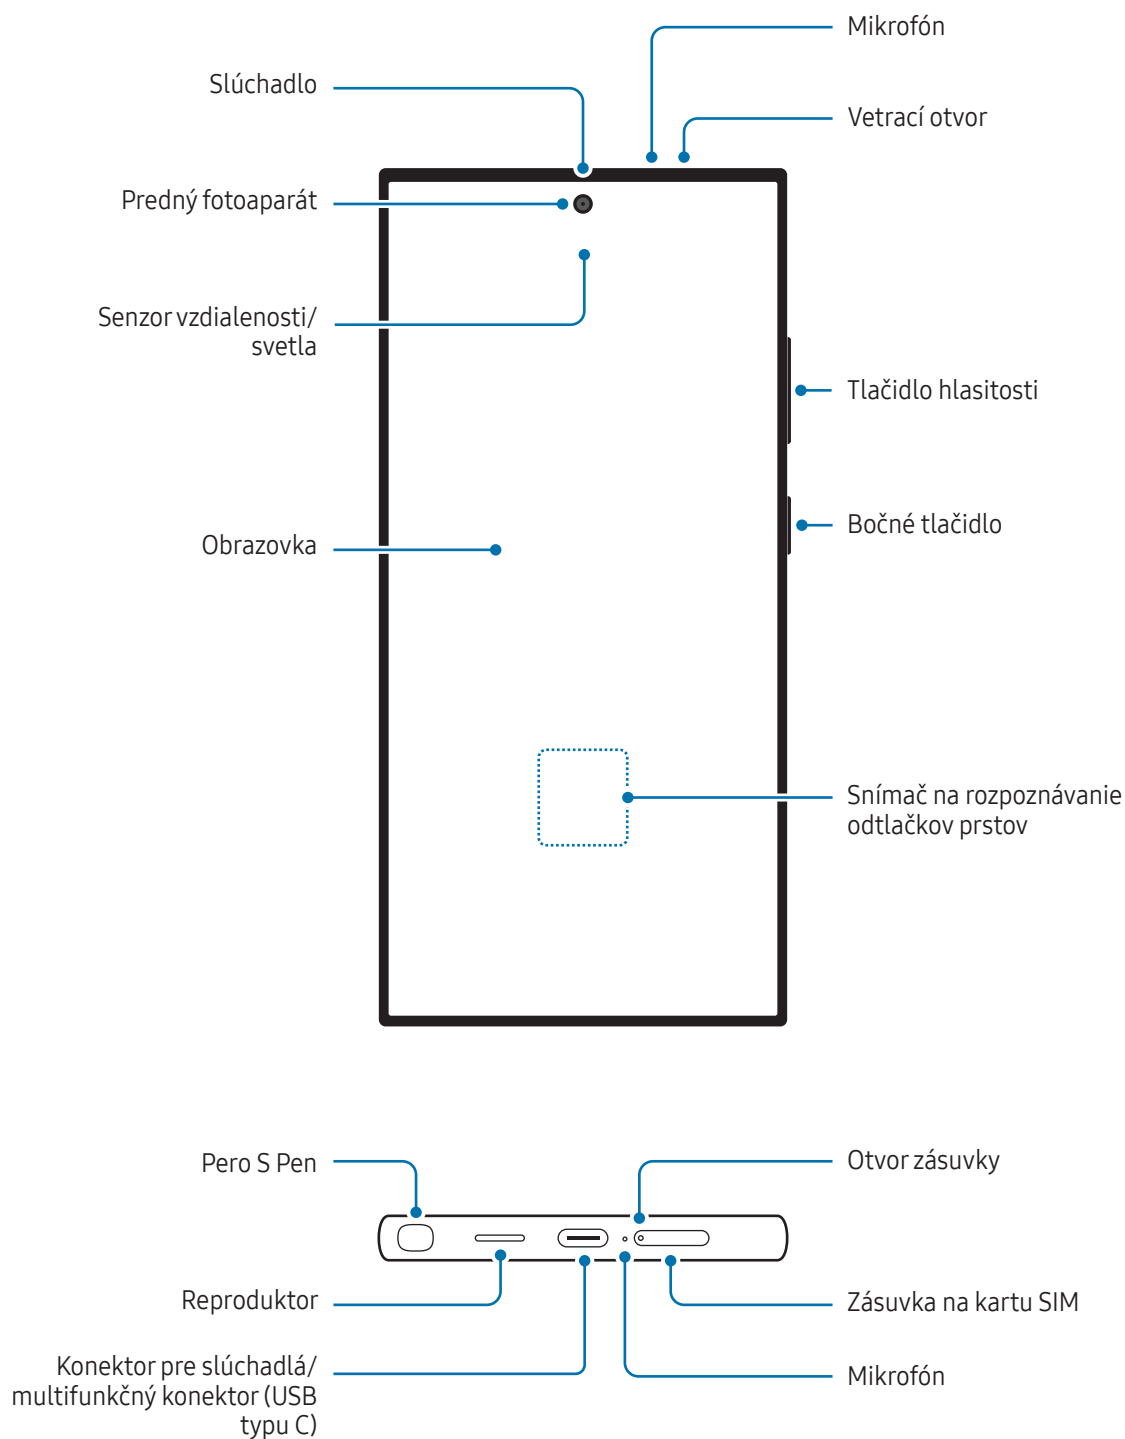 Mikrofón
Slúchadlo
Vetrací otvor
Predný fotoaparát
Senzor vzdialenosti/
svetla
Tlačidlo hlasitosti
Bočné tlačidlo
Obrazovka
Snímač na rozpoznávanie
odtlačkov prstov
Pero S Pen
Otvor zásuvky
Reproduktor
Zásuvka na kartu SIM
Konektor pre slúchadlá/
multifunkčný konektor (USB
typu C)
Mikrofón